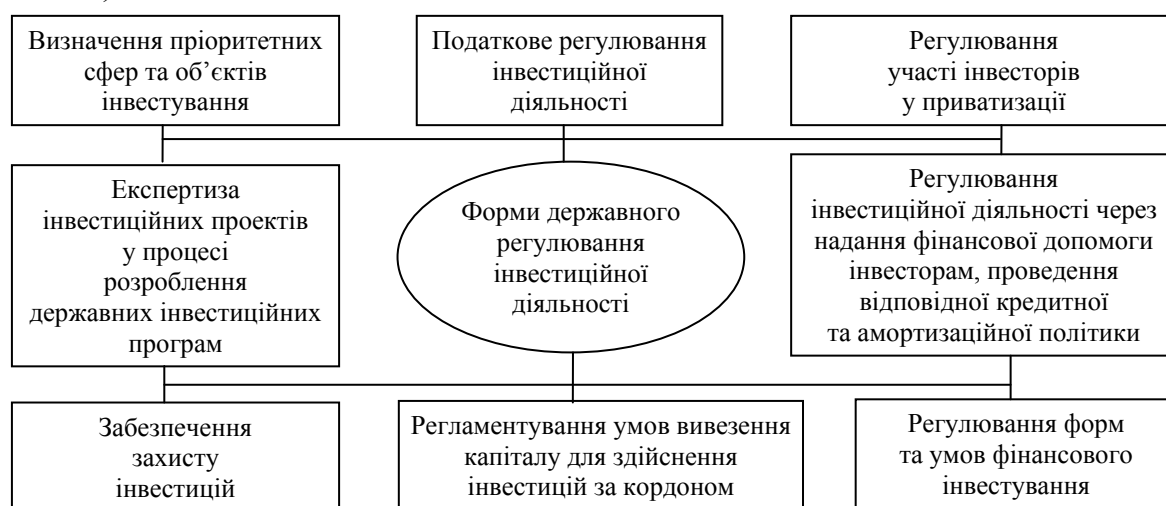 Визначення пріоритетних
сфер та об’єктів
інвестування
Податкове регулювання
інвестиційної
діяльності
Регулювання
участі інвесторів
у приватизації
Експертиза
інвестиційних проектів
у процесі
розроблення
державних інвестиційних
програм
Форми державного
регулювання
інвестиційної
діяльності
Регулювання
інвестиційної діяльності через
надання фінансової допомоги
інвесторам, проведення
відповідної кредитної
та амортизаційної політики
Забезпечення
захисту
інвестицій
Регламентування умов вивезення
капіталу для здійснення
інвестицій за кордоном
Регулювання форм
та умов фінансового
інвестування